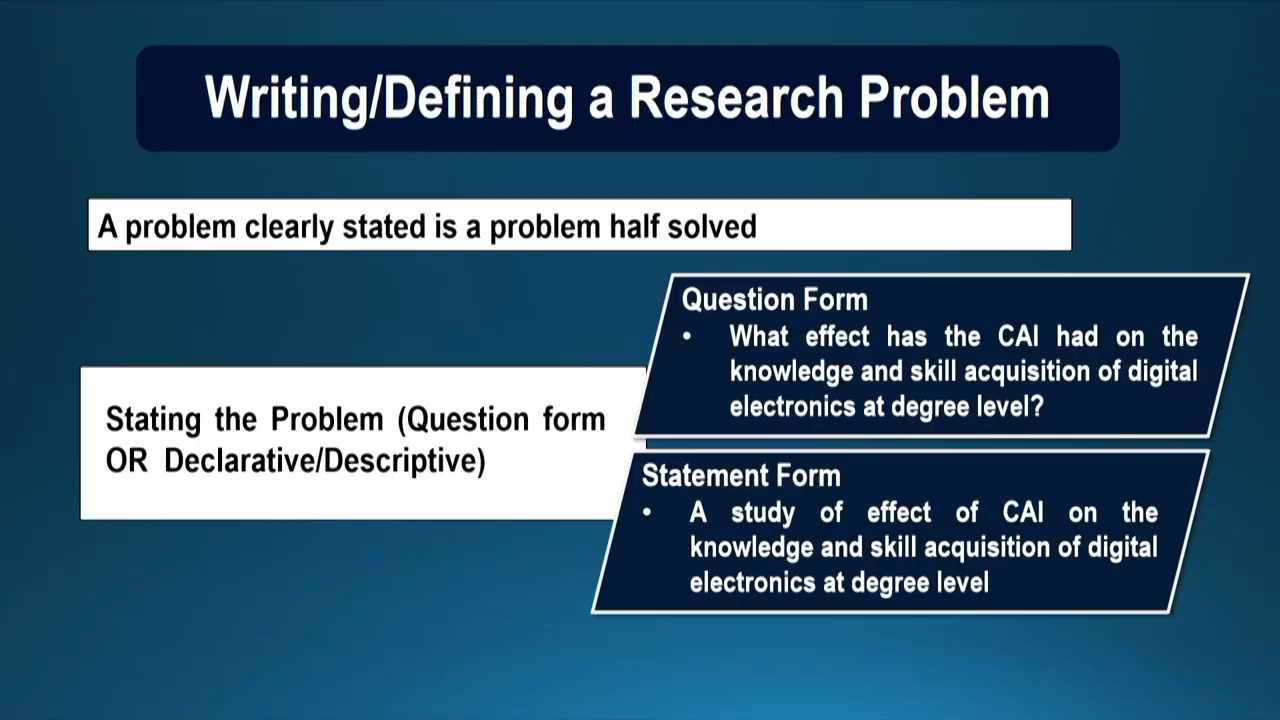 Writing/Defining a Research Problem
A problem clearly stated is a problem half solved
Stating the Problem (Question form
OR Declarative/Descriptive)
Question Form
• What effect has the CAI had on the
knowledge and skill acquisition of digital
electronics at degree level?
Statement Form
• A study of effect of CAI on the
knowledge and skill acquisition of digital
electronics at degree level